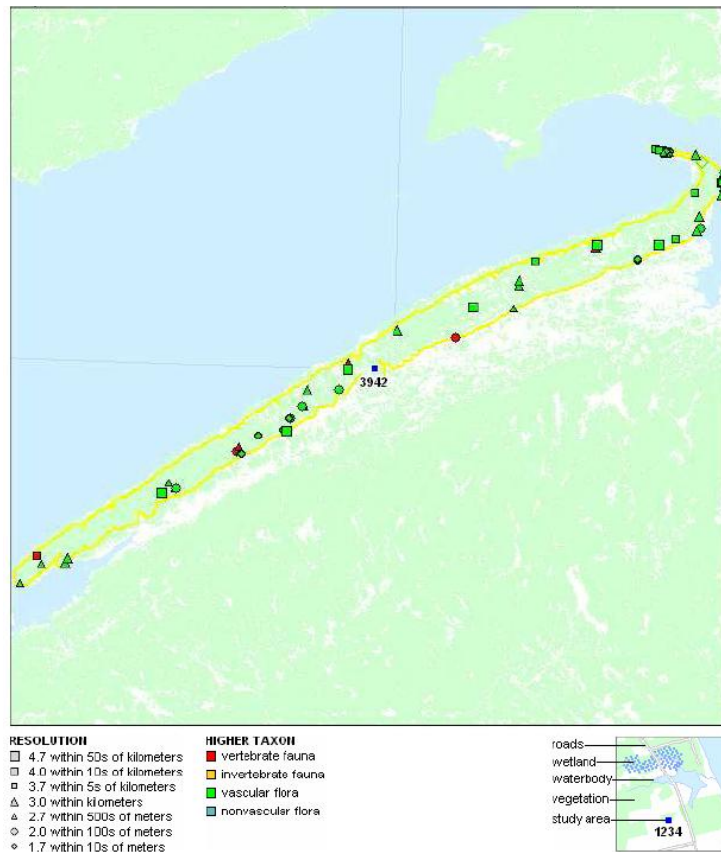 3942
RESOLUTION
4.7 within 50s of kilometers
4.0 within 10s of kilometers
3.7 within 5s of kilometers
3.0 within kilometers
2.7 within 500s of meters
2.0 within 100s of meters
1.7 within 10s of meters
HIGHER TAXON
vertebrate fauna
invertebrate fauna
vascular flora
nonvascular flora
roads
wetland
waterbody
vegetation
study area
1234